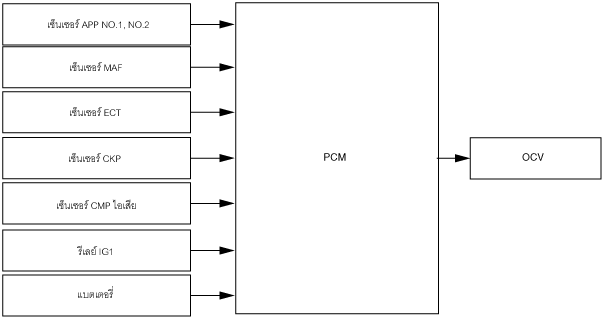 เซ็นเซอร์ APP NO.1, NO.2
เซ็นเซอร์ MAF
เซ็นเซอร์ ECT
เซ็นเซอร์ CKP
เซ็นเซอร์ CMP ไอเสีย
รีเลย์ IG1
แบตเตอรี่
PCM
OCV